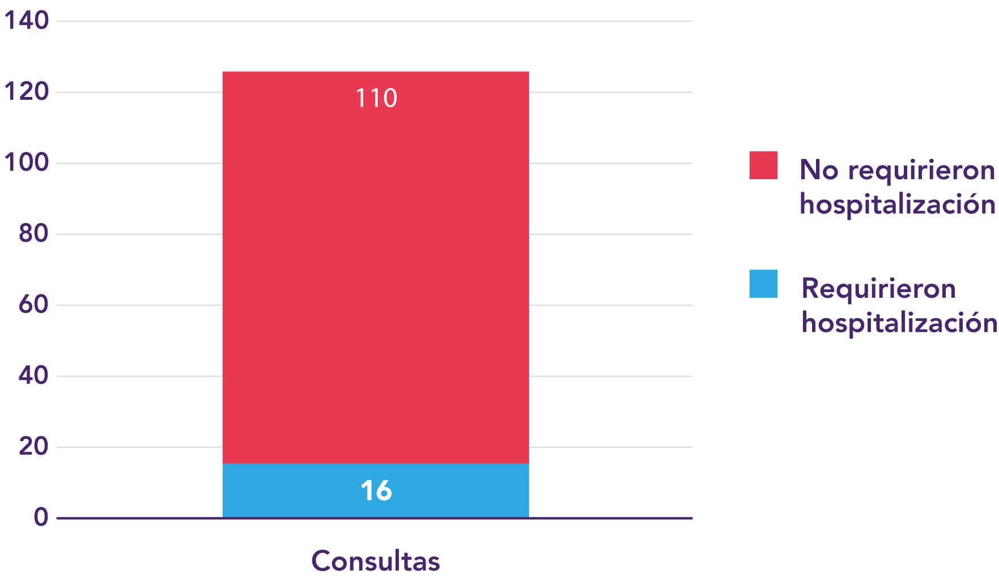 140
120
100
80
60
40
20
0
110
16
Consultas
No requirieron
hospitalización
Requirieron
hospitalización